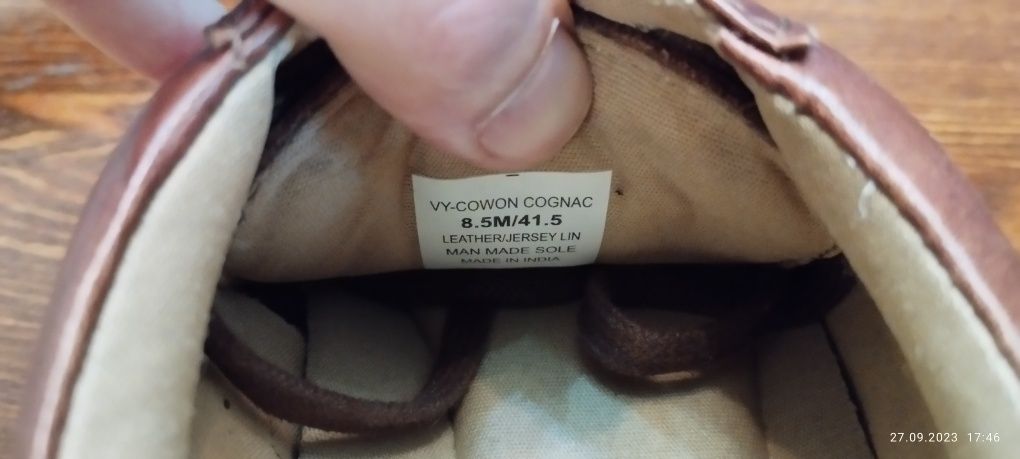 VY-COWON COGNAC
8.5M/41.5
LEATHER/JERSEY LIN
MAN MADE SOLE
MADE IN INDIA
27.09.2023 17:46